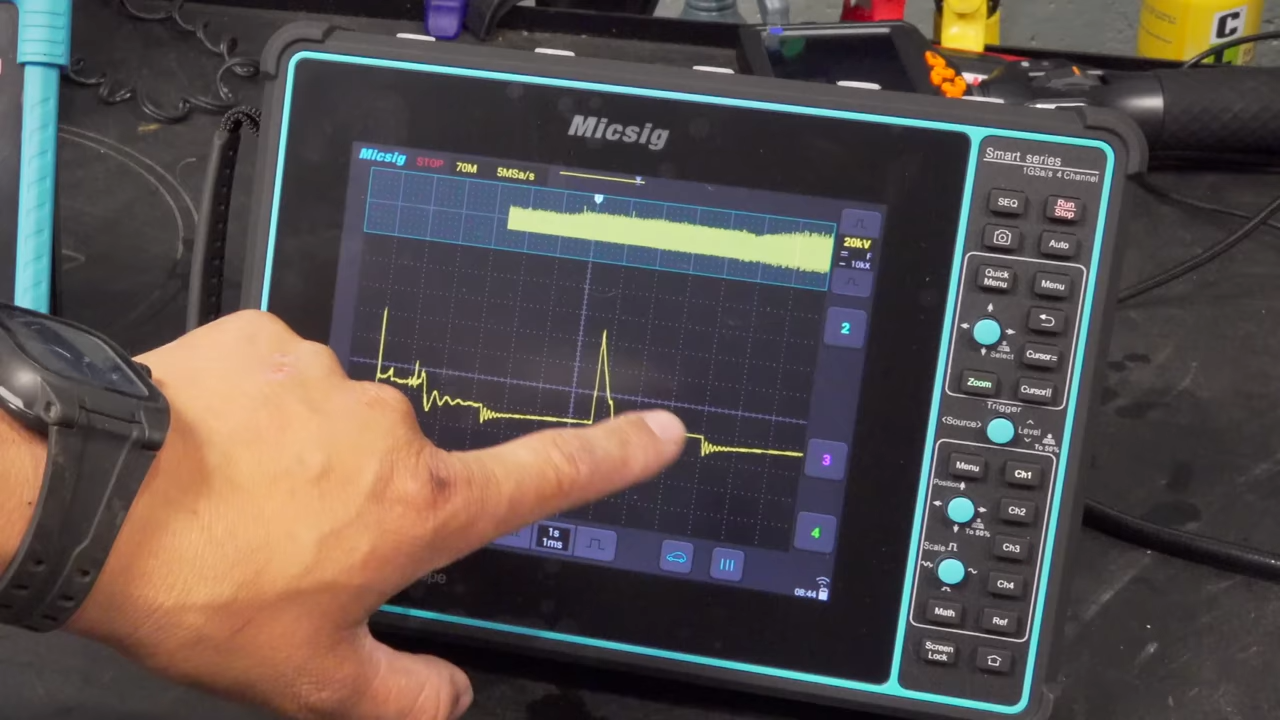 C
Micsig
Micsig STOP 70M 5MSa/s
20kV
F
10kX
2
3
4
1s
1ms
08:44
Smart series
1GSa/s 4 Channel
SEQ
Run
Stop
Auto
Quick
Menu
Menu
Select
Cursor=
Zoom
CursorII
Trigger
<Source>
Level
To 50%
Menu
Ch1
Position
Ch2
To 50%
Ch3
Scale
Ch4
Math
Ref
Screen
Lock